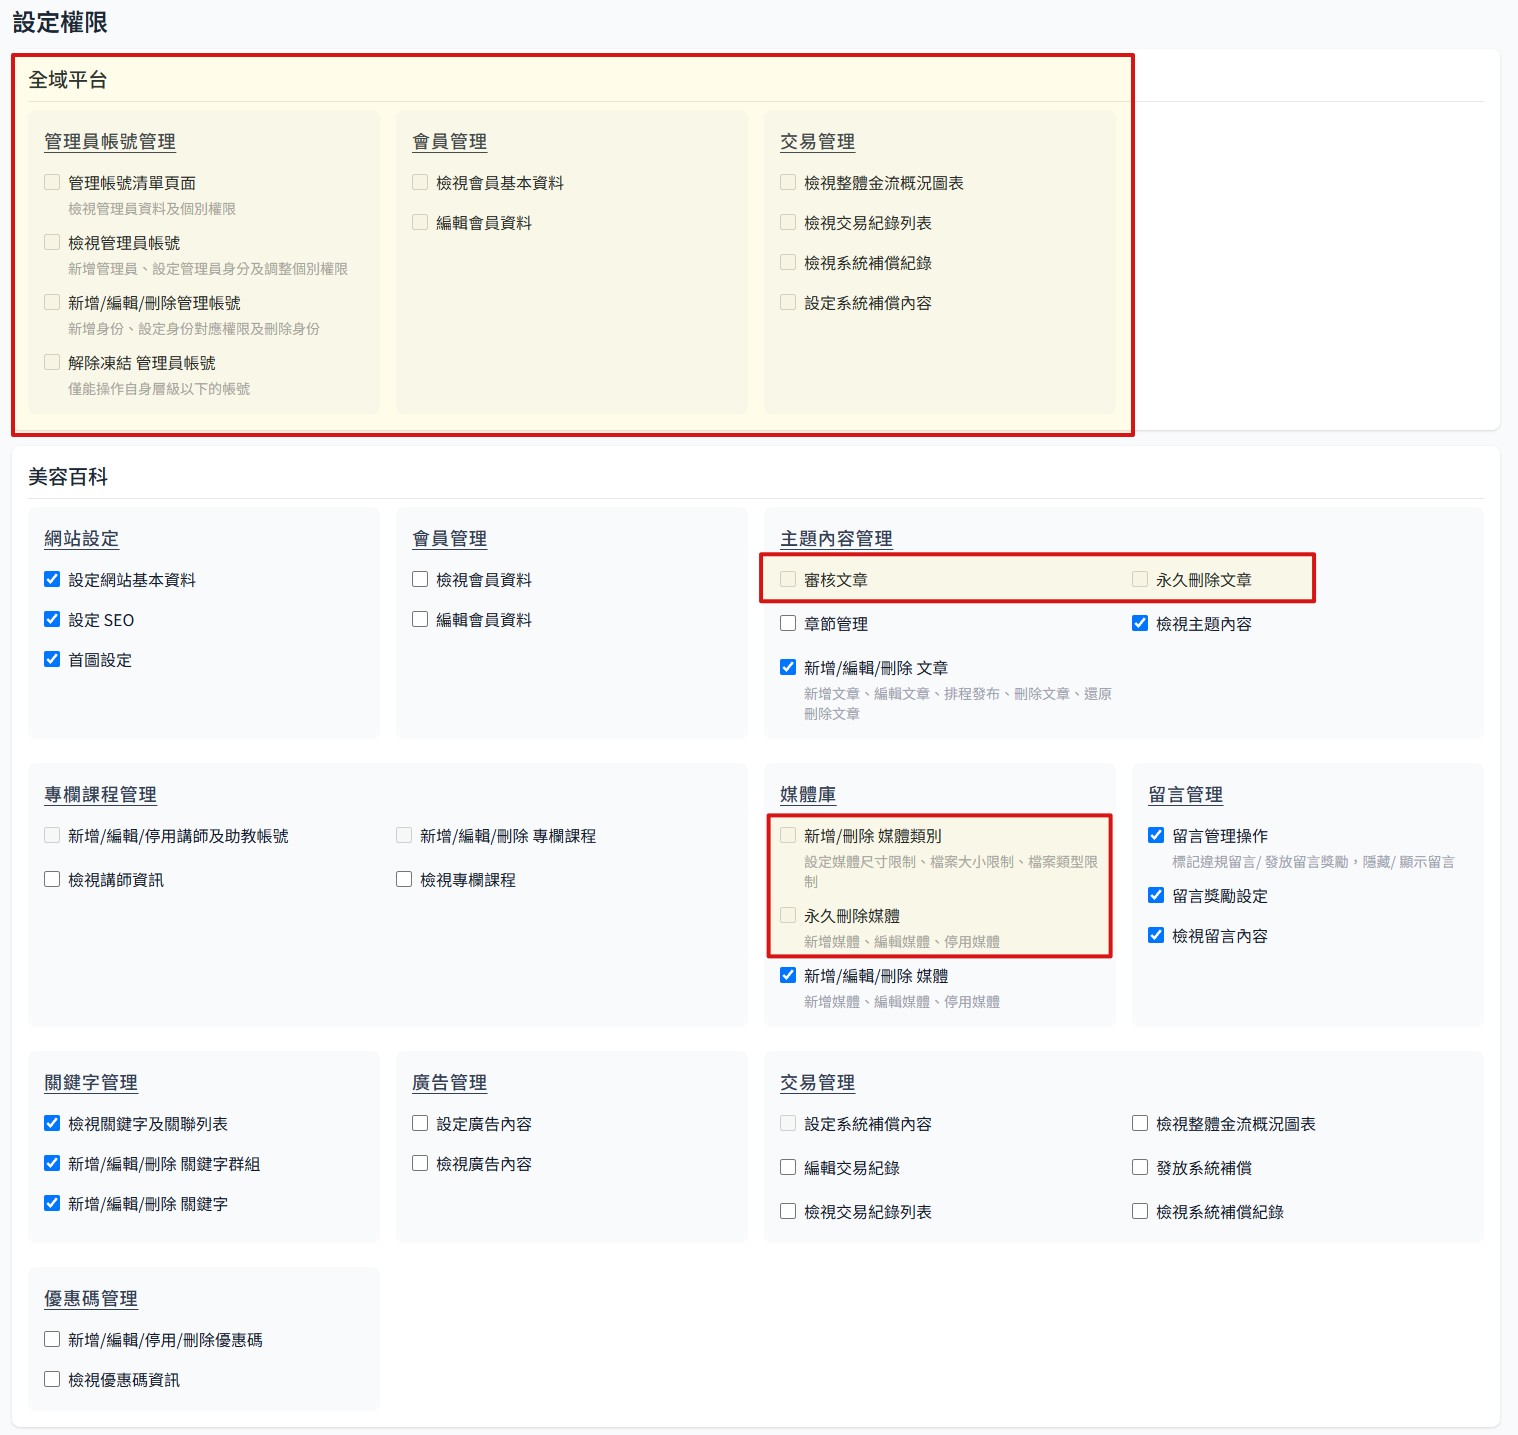 設定權限
全域平台
管理員帳號管理
管理帳號清單頁面
檢視管理員資料及個別權限
檢視管理員帳號
新增管理員、設定管理員身分及調整個別權限
新增/編輯/刪除管理帳號
新增身份、設定身份對應權限及刪除身份
解除凍結 管理員帳號
僅能操作自身層級以下的帳號
會員管理
檢視會員基本資料
編輯會員資料
交易管理
檢視整體金流概況圖表
檢視交易紀錄列表
檢視系統補償紀錄
設定系統補償內容
美容百科
網站設定
設定網站基本資料
設定 SEO
首圖設定
會員管理
檢視會員資料
編輯會員資料
主題內容管理
審核文章
永久刪除文章
章節管理
檢視主題內容
新增/編輯/刪除 文章
新增文章、編輯文章、排程發布、刪除文章、還原
刪除文章
專欄課程管理
新增/編輯/停用講師及助教帳號
新增/編輯/刪除 專欄課程
檢視講師資訊
檢視專欄課程
媒體庫
新增/刪除 媒體類別
設定媒體尺寸限制、檔案大小限制、檔案類型限
制
永久刪除媒體
新增媒體、編輯媒體、停用媒體
新增/編輯/刪除 媒體
新增媒體、編輯媒體、停用媒體
留言管理
留言管理操作
標記違規留言/ 發放留言獎勵，隱藏/ 顯示留言
留言獎勵設定
檢視留言內容
關鍵字管理
檢視關鍵字及關聯列表
新增/編輯/刪除 關鍵字群組
新增/編輯/刪除 關鍵字
廣告管理
設定廣告內容
檢視廣告內容
交易管理
設定系統補償內容
檢視整體金流概況圖表
編輯交易紀錄
發放系統補償
檢視交易紀錄列表
檢視系統補償紀錄
優惠碼管理
新增/編輯/停用/刪除優惠碼
檢視優惠碼資訊